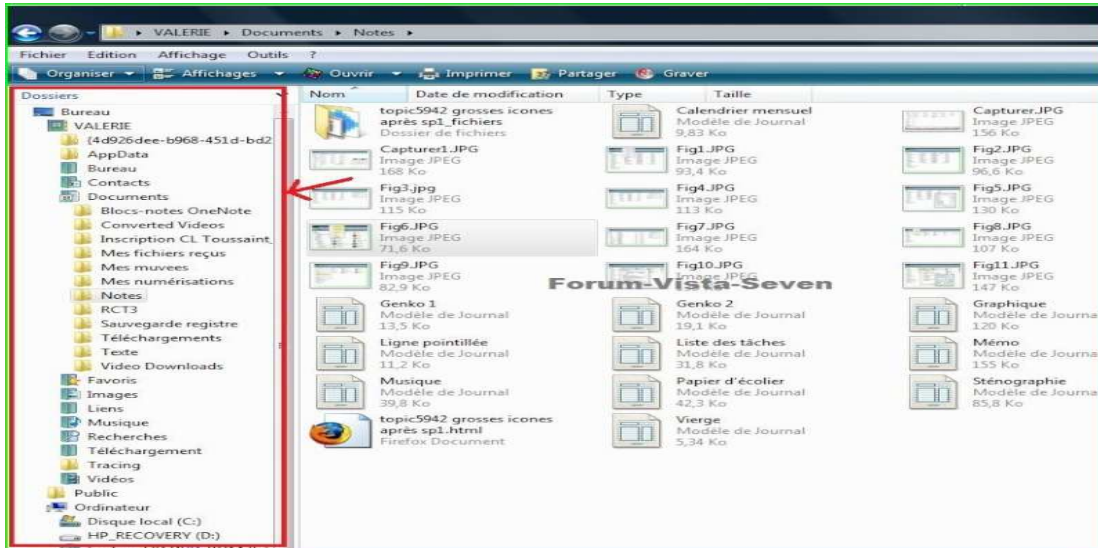 VALERIE ▸ Documents ▸ Notes ▸
Fichier Edition Affichage Outils ?
Organiser Affichages Ouvrir Imprimer Partager Graver
Dossiers
Bureau
VALERIE
{4d926dee-b968-451d-bd2
AppData
Bureau
Contacts
Documents
Blocs-notes OneNote
Converted Videos
Inscription CL Toussaint_
Mes fichiers reçus
Mes muvees
Mes numérisations
Notes
RCT3
Sauvegarde registre
Téléchargements
Texte
Video Downloads
Favoris
Images
Liens
Musique
Recherches
Téléchargement
Tracing
Vidéos
Public
Ordinateur
Disque local (C:)
HP_RECOVERY (D:)
Nom Date de modification Type Taille
topic5942 grosses icones
après sp1_fichiers
Dossier de fichiers
Calendrier mensuel
Modèle de Journal
9,83 Ko
Capturer.JPG
Image JPEG
156 Ko
Capturer1.JPG
Image JPEG
168 Ko
Fig1.JPG
Image JPEG
93,4 Ko
Fig2.JPG
Image JPEG
96,6 Ko
Fig3.jpg
Image JPEG
115 Ko
Fig4.JPG
Image JPEG
113 Ko
Fig5.JPG
Image JPEG
130 Ko
Fig6.JPG
Image JPEG
71,6 Ko
Fig7.JPG
Image JPEG
164 Ko
Fig8.JPG
Image JPEG
107 Ko
Fig9.JPG
Image JPEG
82,9 Ko
Fig10.JPG
Image JPEG
Fig11.JPG
Image JPEG
147 Ko
Forum-Vista-Seven
Genko 1
Modèle de Journal
13,5 Ko
Genko 2
Modèle de Journal
19,1 Ko
Graphique
Modèle de Journa
120 Ko
Ligne pointillée
Modèle de Journal
11,2 Ko
Liste des tâches
Modèle de Journal
31,8 Ko
Mémo
Modèle de Journa
155 Ko
Musique
Modèle de Journal
39,8 Ko
Papier d'écolier
Modèle de Journal
42,3 Ko
Sténographie
Modèle de Journa
85,8 Ko
topic5942 grosses icones
après sp1.html
Firefox Document
Vierge
Modèle de Journal
5,34 Ko